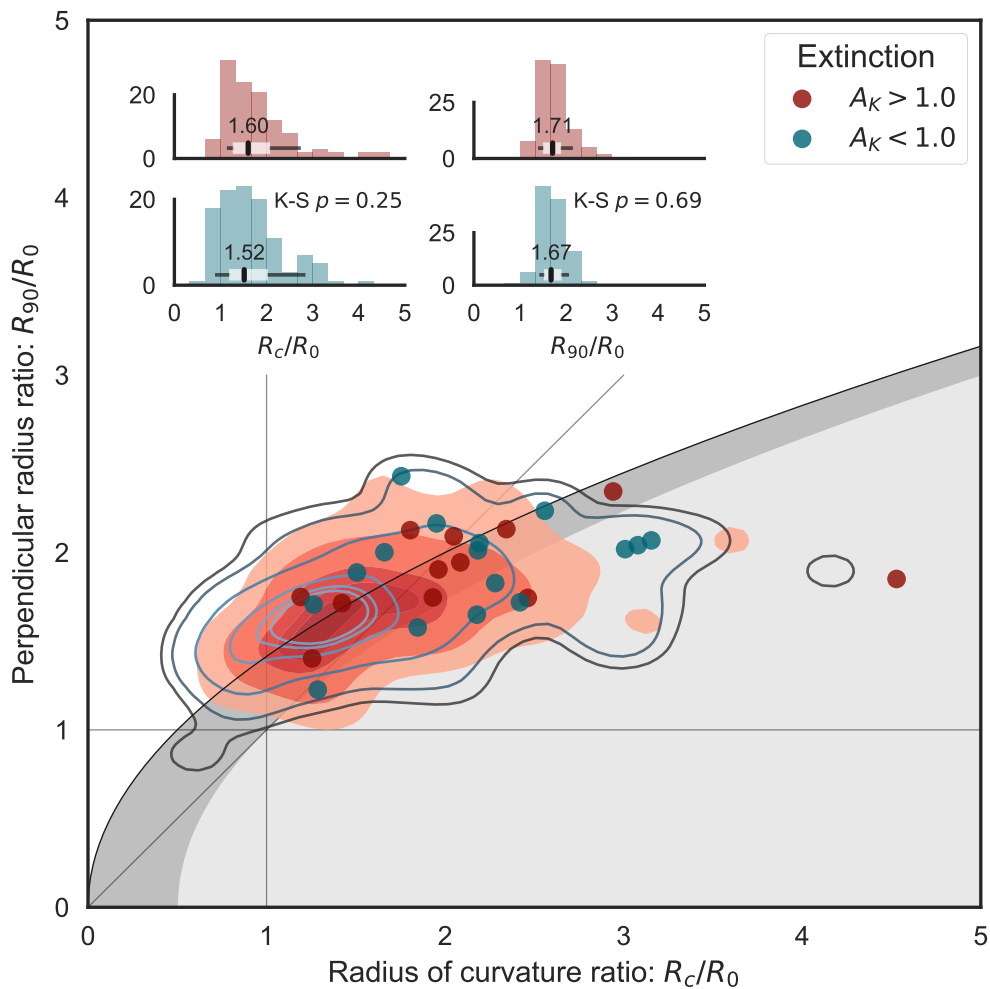 5
Extinction
A_K > 1.0
A_K < 1.0
20
0
1.60
25
0
1.71
20
0
1.52
K-S p = 0.25
25
0
1.67
K-S p = 0.69
0 1 2 3 4 5
0 1 2 3 4 5
R_c/R_0
R_90/R_0
4
3
2
1
0
Perpendicular radius ratio: R_90/R_0
0 1 2 3 4 5
Radius of curvature ratio: R_c/R_0